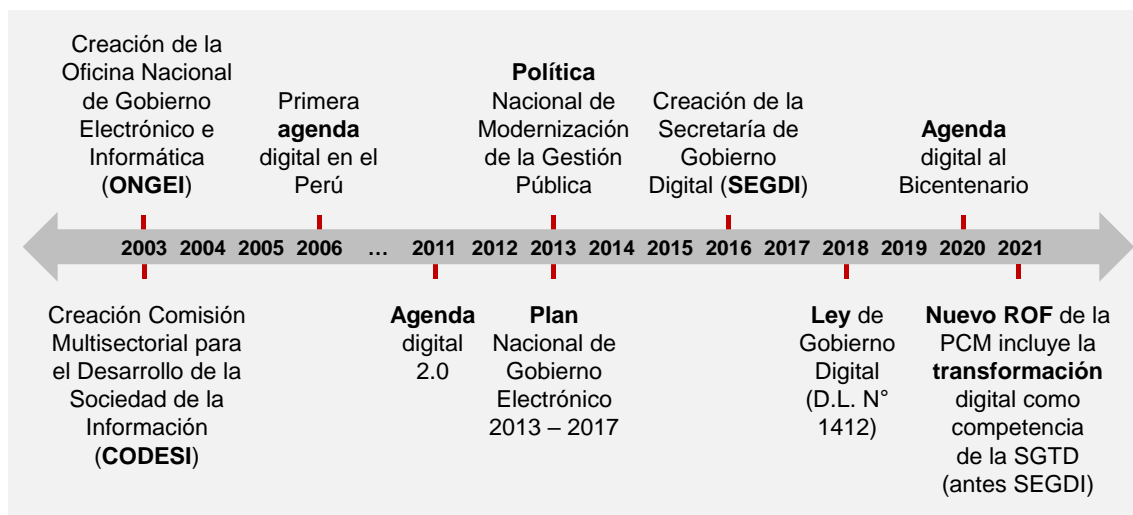 Creación de la
Oficina Nacional
de Gobierno
Electrónico e
Informática
(ONGEI)
Primera
agenda
digital en el
Perú
Política
Nacional de
Modernización
de la Gestión
Pública
Creación de la
Secretaría de
Gobierno
Digital (SEGDI)
Agenda
digital al
Bicentenario
2003 2004 2005 2006 ... 2011 2012 2013 2014 2015 2016 2017 2018 2019 2020 2021
Creación Comisión
Multisectorial para
el Desarrollo de la
Sociedad de la
Información
(CODESI)
Agenda
digital
2.0
Plan
Nacional de
Gobierno
Electrónico
2013 – 2017
Ley de
Gobierno
Digital
(D.L. N°
1412)
Nuevo ROF de la
PCM incluye la
transformación
digital como
competencia
de la SGTD
(antes SEGDI)